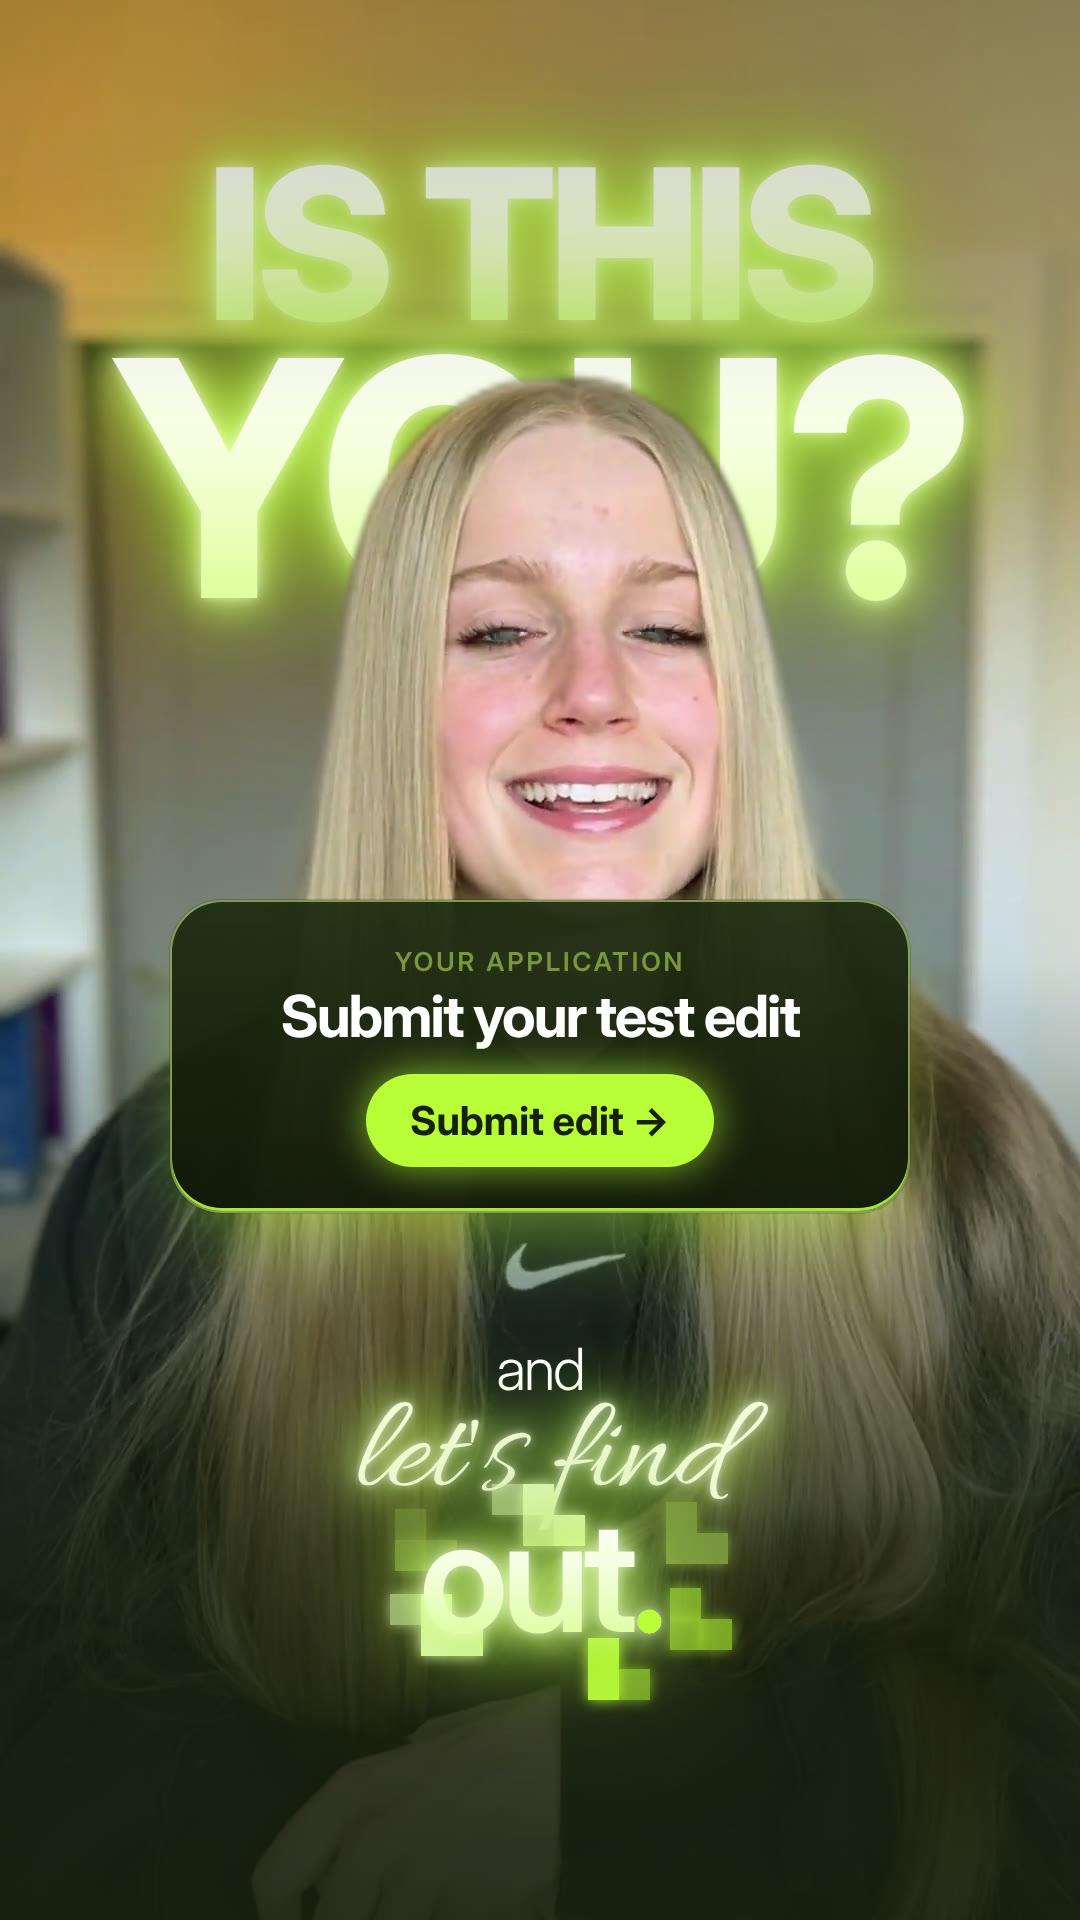 IS THIS
YOU?
YOUR APPLICATION
Submit your test edit
Submit edit →
and
let's find
out.